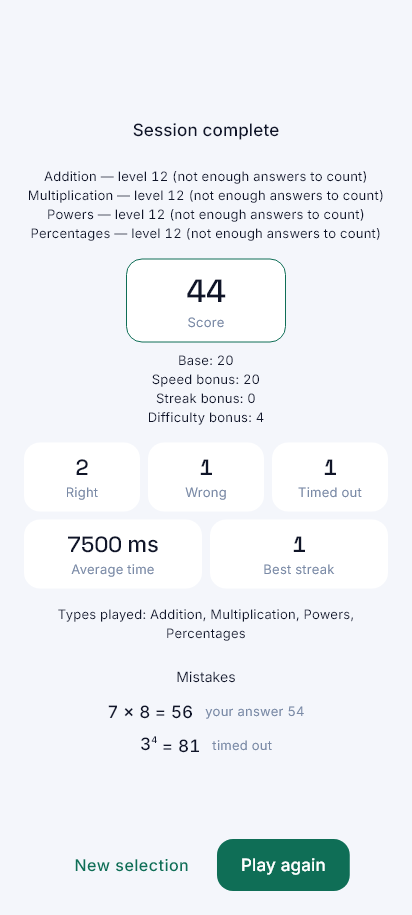 Session complete
Addition — level 12 (not enough answers to count)
Multiplication — level 12 (not enough answers to count)
Powers — level 12 (not enough answers to count)
Percentages — level 12 (not enough answers to count)
44
Score
Base: 20
Speed bonus: 20
Streak bonus: 0
Difficulty bonus: 4
2
Right
1
Wrong
1
Timed out
7500 ms
Average time
1
Best streak
Types played: Addition, Multiplication, Powers,
Percentages
Mistakes
7 × 8 = 56 your answer 54
3⁴ = 81 timed out
New selection
Play again